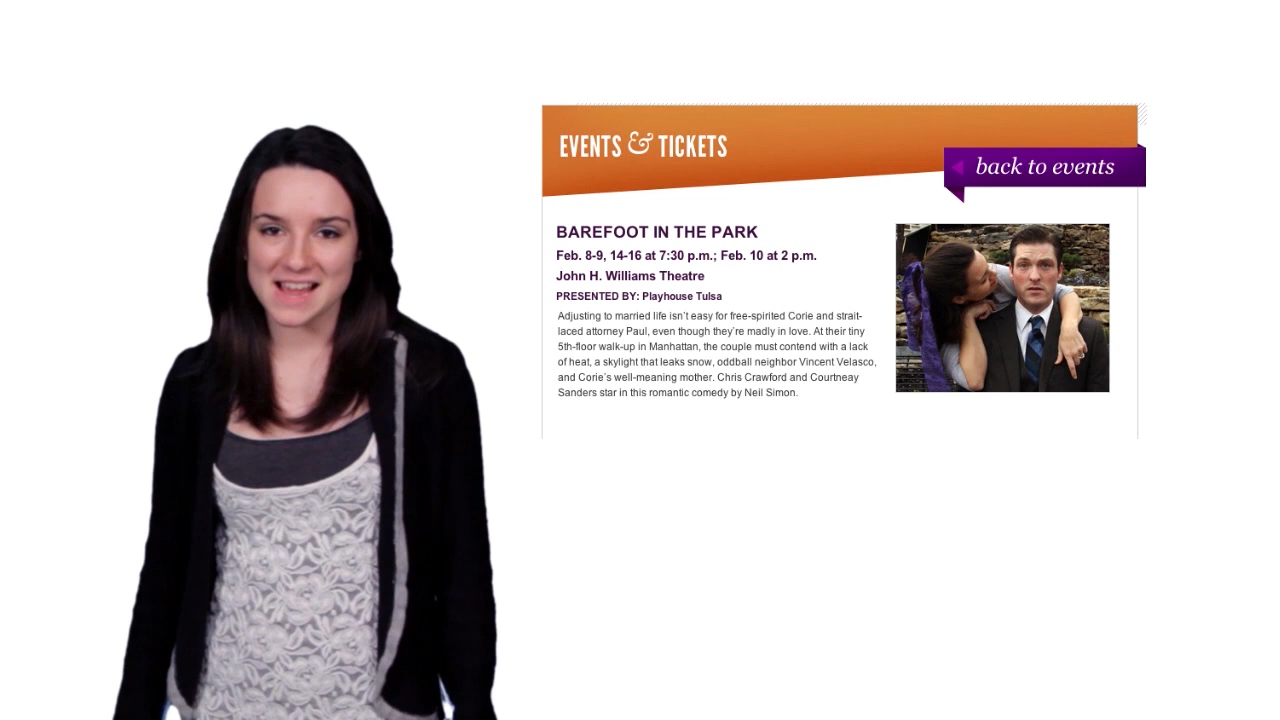 EVENTS & TICKETS
back to events
BAREFOOT IN THE PARK
Feb. 8-9, 14-16 at 7:30 p.m.; Feb. 10 at 2 p.m.
John H. Williams Theatre
PRESENTED BY: Playhouse Tulsa
Adjusting to married life isn't easy for free-spirited Corie and strait-
laced attorney Paul, even though they're madly in love. At their tiny
5th-floor walk-up in Manhattan, the couple must contend with a lack
of heat, a skylight that leaks snow, oddball neighbor Vincent Velasco,
and Corie's well-meaning mother. Chris Crawford and Courtneay
Sanders star in this romantic comedy by Neil Simon.